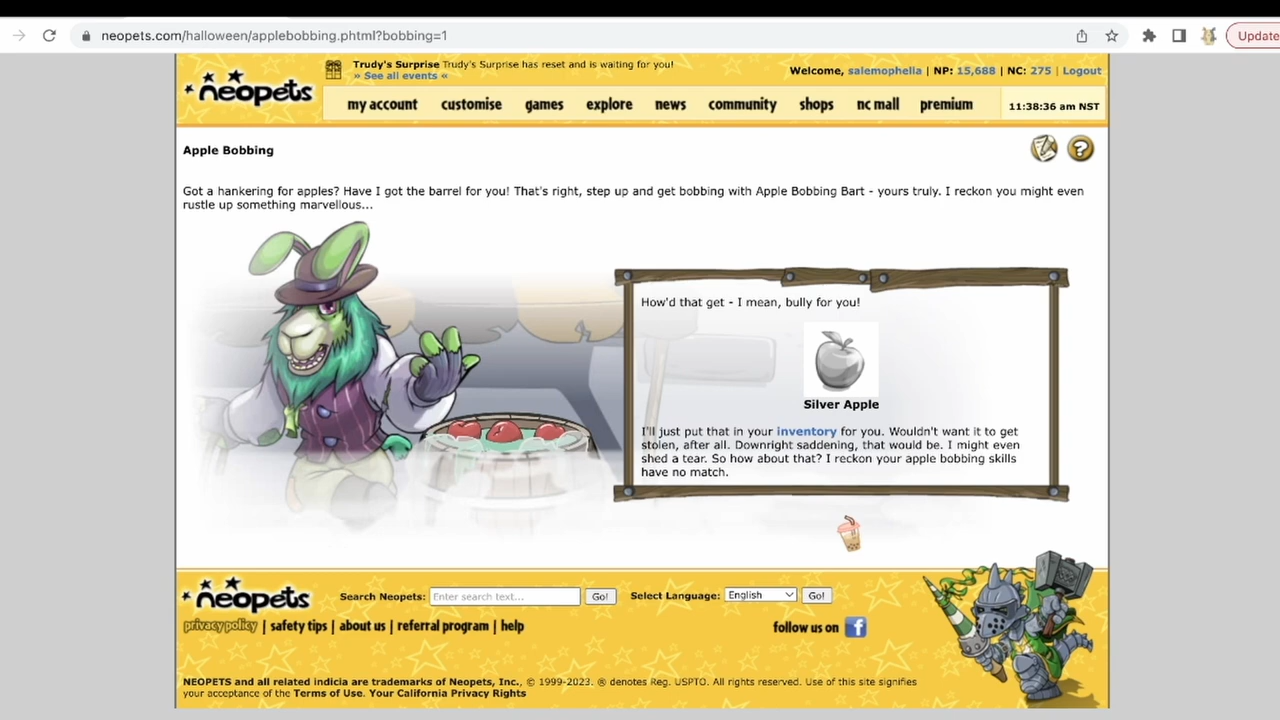 neopets.com/halloween/applebobbing.phtml?bobbing=1
Update
neopets
Trudy's Surprise Trudy's Surprise has reset and is waiting for you!
» See all events «
Welcome, salemophelia | NP: 15,688 | NC: 275 | Logout
my account customise games explore news community shops nc mall premium
11:38:36 am NST
Apple Bobbing
Got a hankering for apples? Have I got the barrel for you! That's right, step up and get bobbing with Apple Bobbing Bart - yours truly. I reckon you might even
rustle up something marvellous...
How'd that get - I mean, bully for you!
Silver Apple
I'll just put that in your inventory for you. Wouldn't want it to get
stolen, after all. Downright saddening, that would be. I might even
shed a tear. So how about that? I reckon your apple bobbing skills
have no match.
neopets
Search Neopets: Enter search text... Go! Select Language: English Go!
privacy policy | safety tips | about us | referral program | help
follow us on f
NEOPETS and all related indicia are trademarks of Neopets, Inc., © 1999-2023. ® denotes Reg. USPTO. All rights reserved. Use of this site signifies
your acceptance of the Terms of Use. Your California Privacy Rights